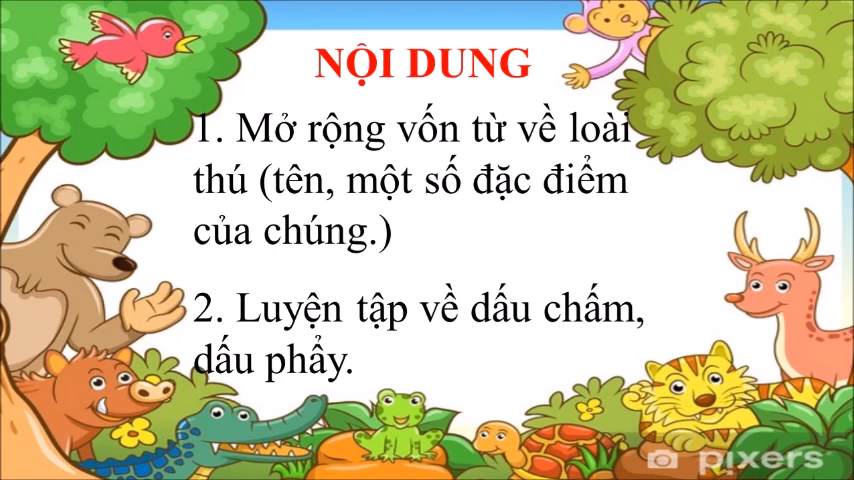 NỘI DUNG
1. Mở rộng vốn từ về loài
thú (tên, một số đặc điểm
của chúng.)
2. Luyện tập về dấu chấm,
dấu phẩy.
pixers